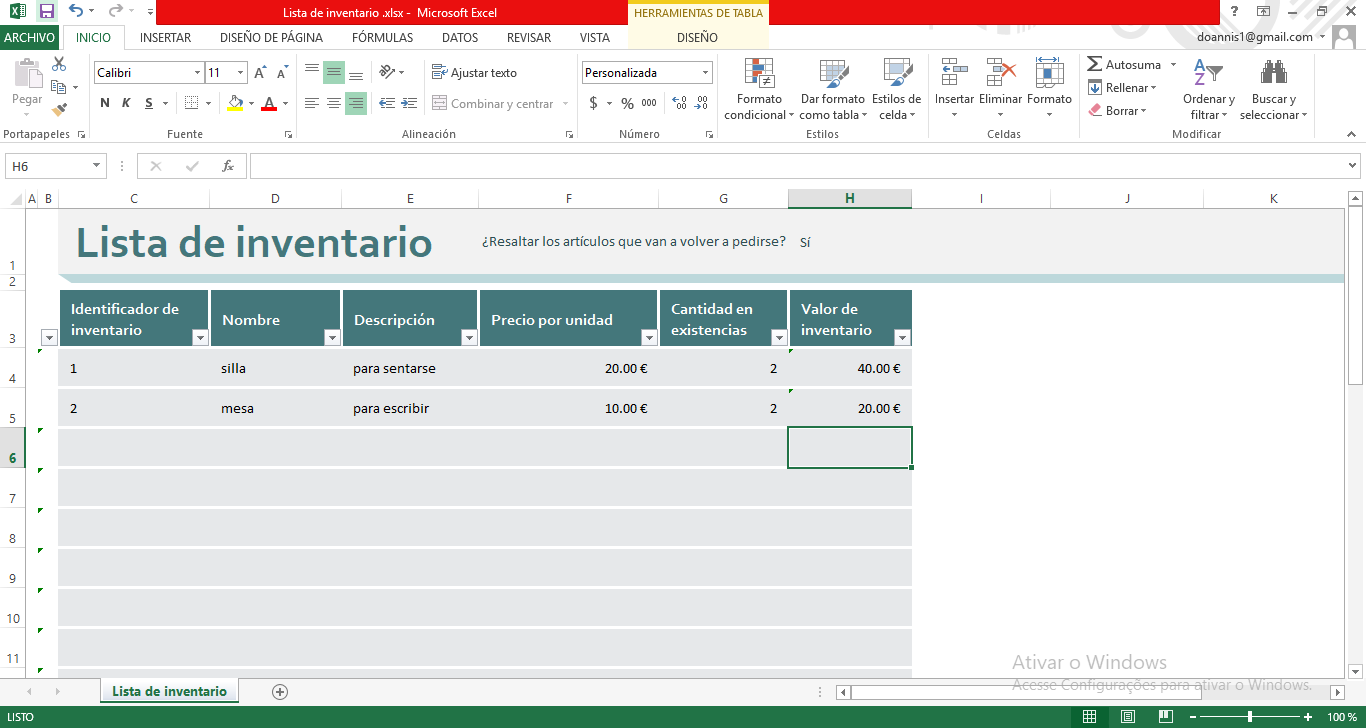 Lista de inventario .xlsx -  Microsoft Excel
HERRAMIENTAS DE TABLA
?
ARCHIVO INICIO INSERTAR DISEÑO DE PÁGINA FÓRMULAS DATOS REVISAR VISTA DISEÑO
doannis1@gmail.com
Pegar
Portapapeles
Calibri 11
N K S
Fuente
Ajustar texto
Combinar y centrar
Alineación
Personalizada
$ % 000
Número
Formato condicional
Dar formato como tabla
Estilos de celda
Estilos
Insertar Eliminar Formato
Celdas
Autosuma
Rellenar
Borrar
Ordenar y filtrar
Buscar y seleccionar
Modificar
H6
fx
A B C D E F G H I J K
1
Lista de inventario ¿Resaltar los artículos que van a volver a pedirse? Sí
2
3 Identificador de inventario Nombre Descripción Precio por unidad Cantidad en existencias Valor de inventario
4 1 silla para sentarse 20.00 € 2 40.00 €
5 2 mesa para escribir 10.00 € 2 20.00 €
6
7
8
9
10
11
Ativar o Windows
Acesse Configurações para ativar o Windows.
Lista de inventario
LISTO
100 %